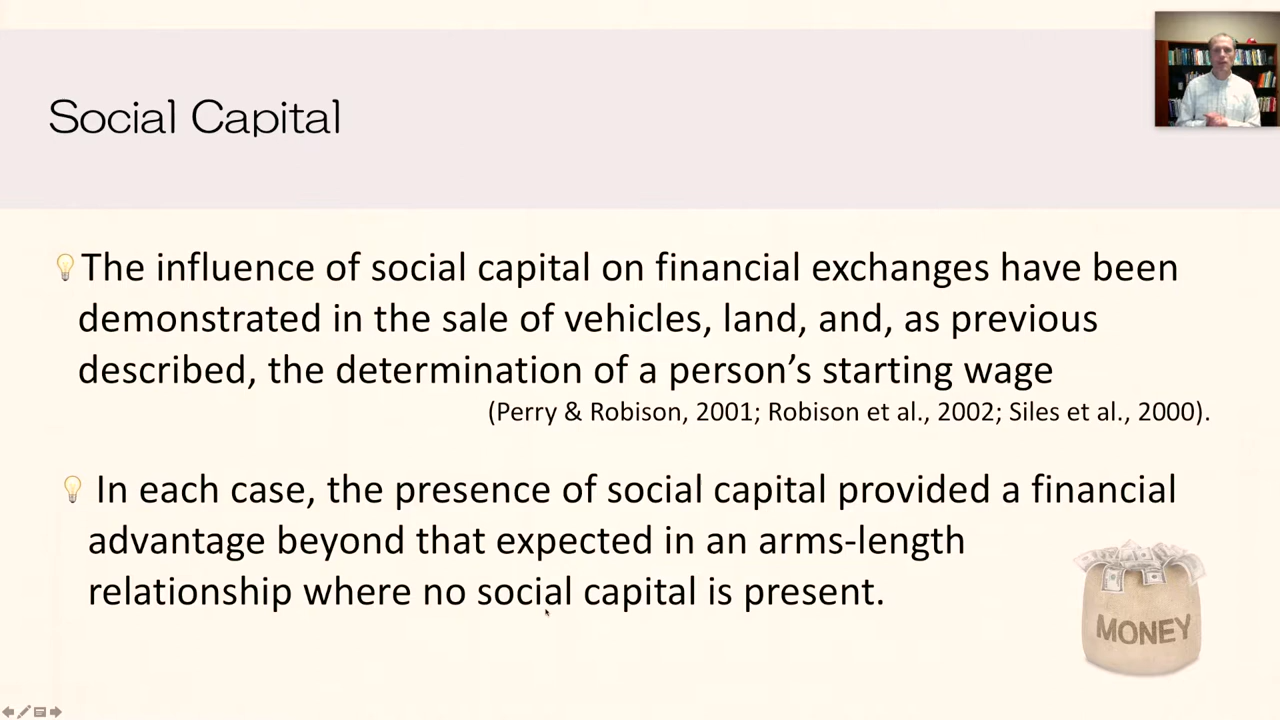 Social Capital
The influence of social capital on financial exchanges have been
demonstrated in the sale of vehicles, land, and, as previous
described, the determination of a person’s starting wage
(Perry & Robison, 2001; Robison et al., 2002; Siles et al., 2000).
In each case, the presence of social capital provided a financial
advantage beyond that expected in an arms-length
relationship where no social capital is present.
MONEY